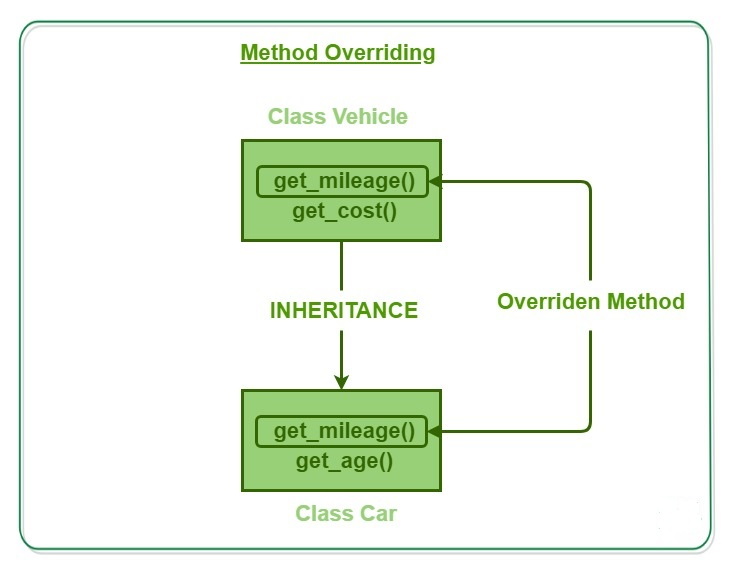 Method Overriding
Class Vehicle
get_mileage()
get_cost()
INHERITANCE
Overriden Method
get_mileage()
get_age()
Class Car